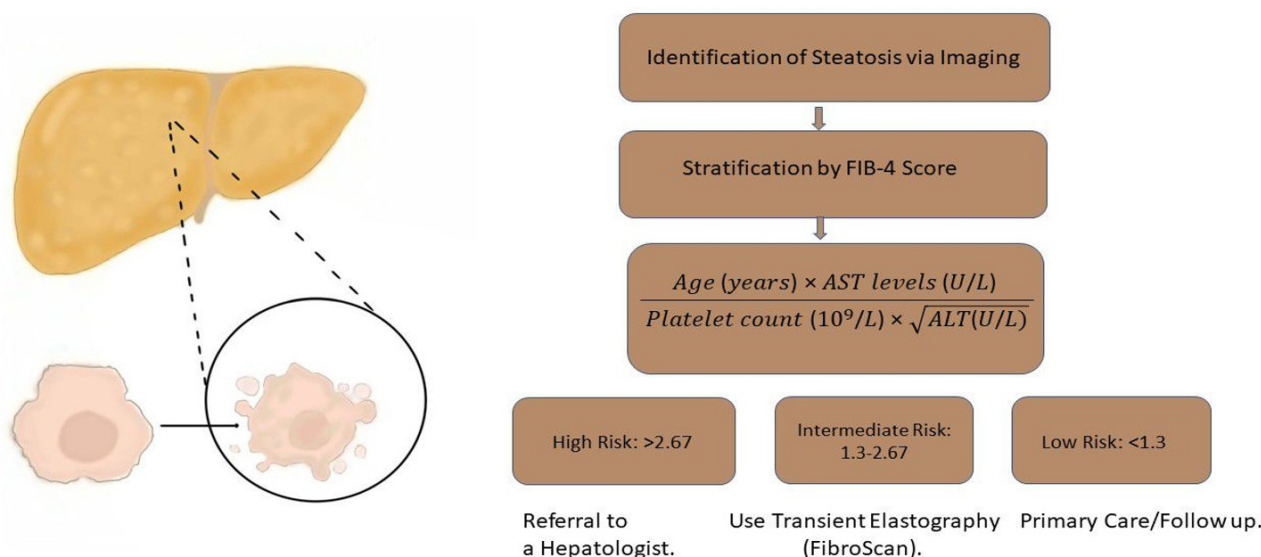 Identification of Steatosis via Imaging
Stratification by FIB-4 Score
Age (years) × AST levels (U/L)
Platelet count (10⁹/L) × √ALT(U/L)
High Risk: >2.67
Intermediate Risk:
1.3-2.67
Low Risk: <1.3
Referral to
a Hepatologist.
Use Transient Elastography
(FibroScan).
Primary Care/Follow up.